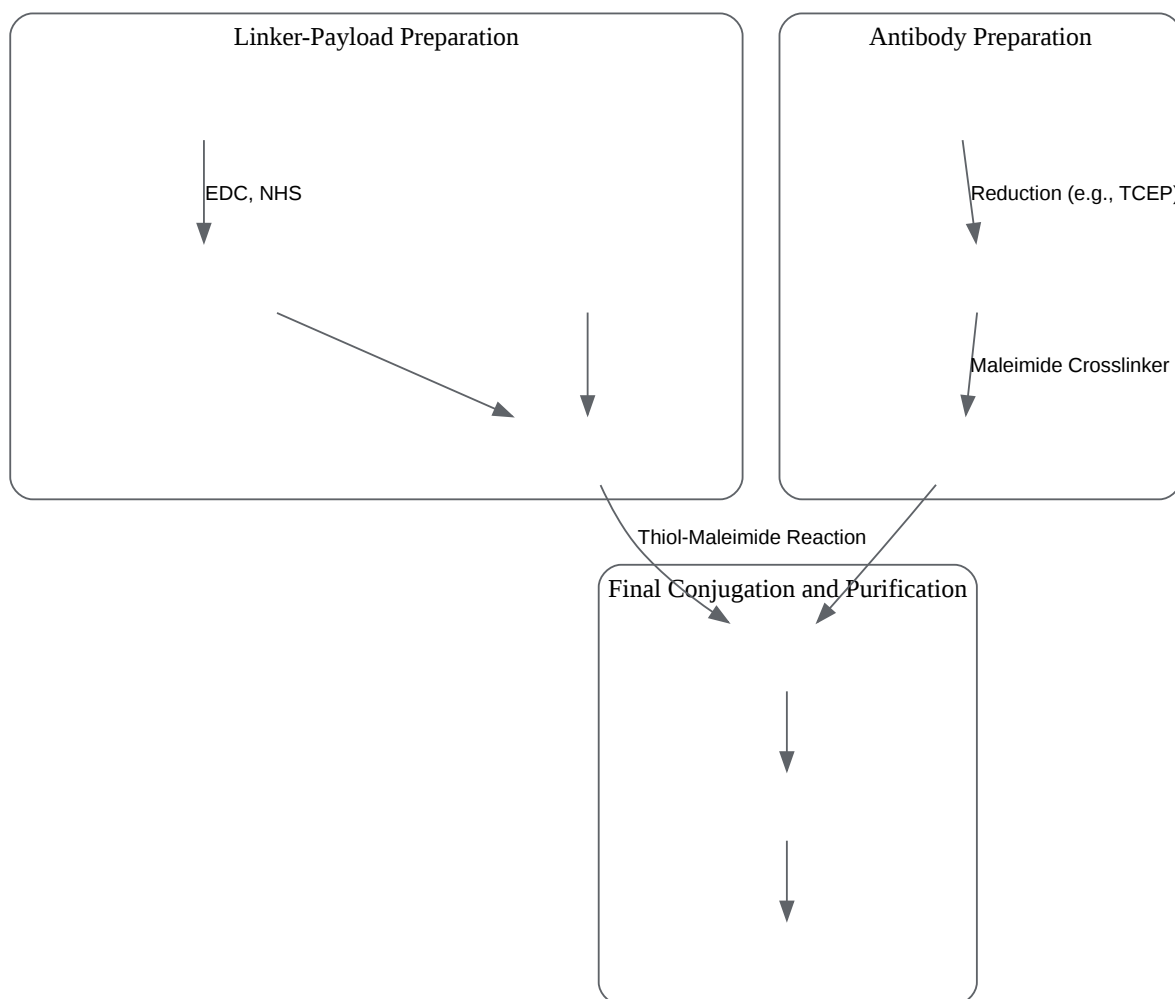 Linker-Payload Preparation
Antibody Preparation
EDC, NHS
Reduction (e.g., TCEP)
Maleimide Crosslinker
Thiol-Maleimide Reaction
Final Conjugation and Purification